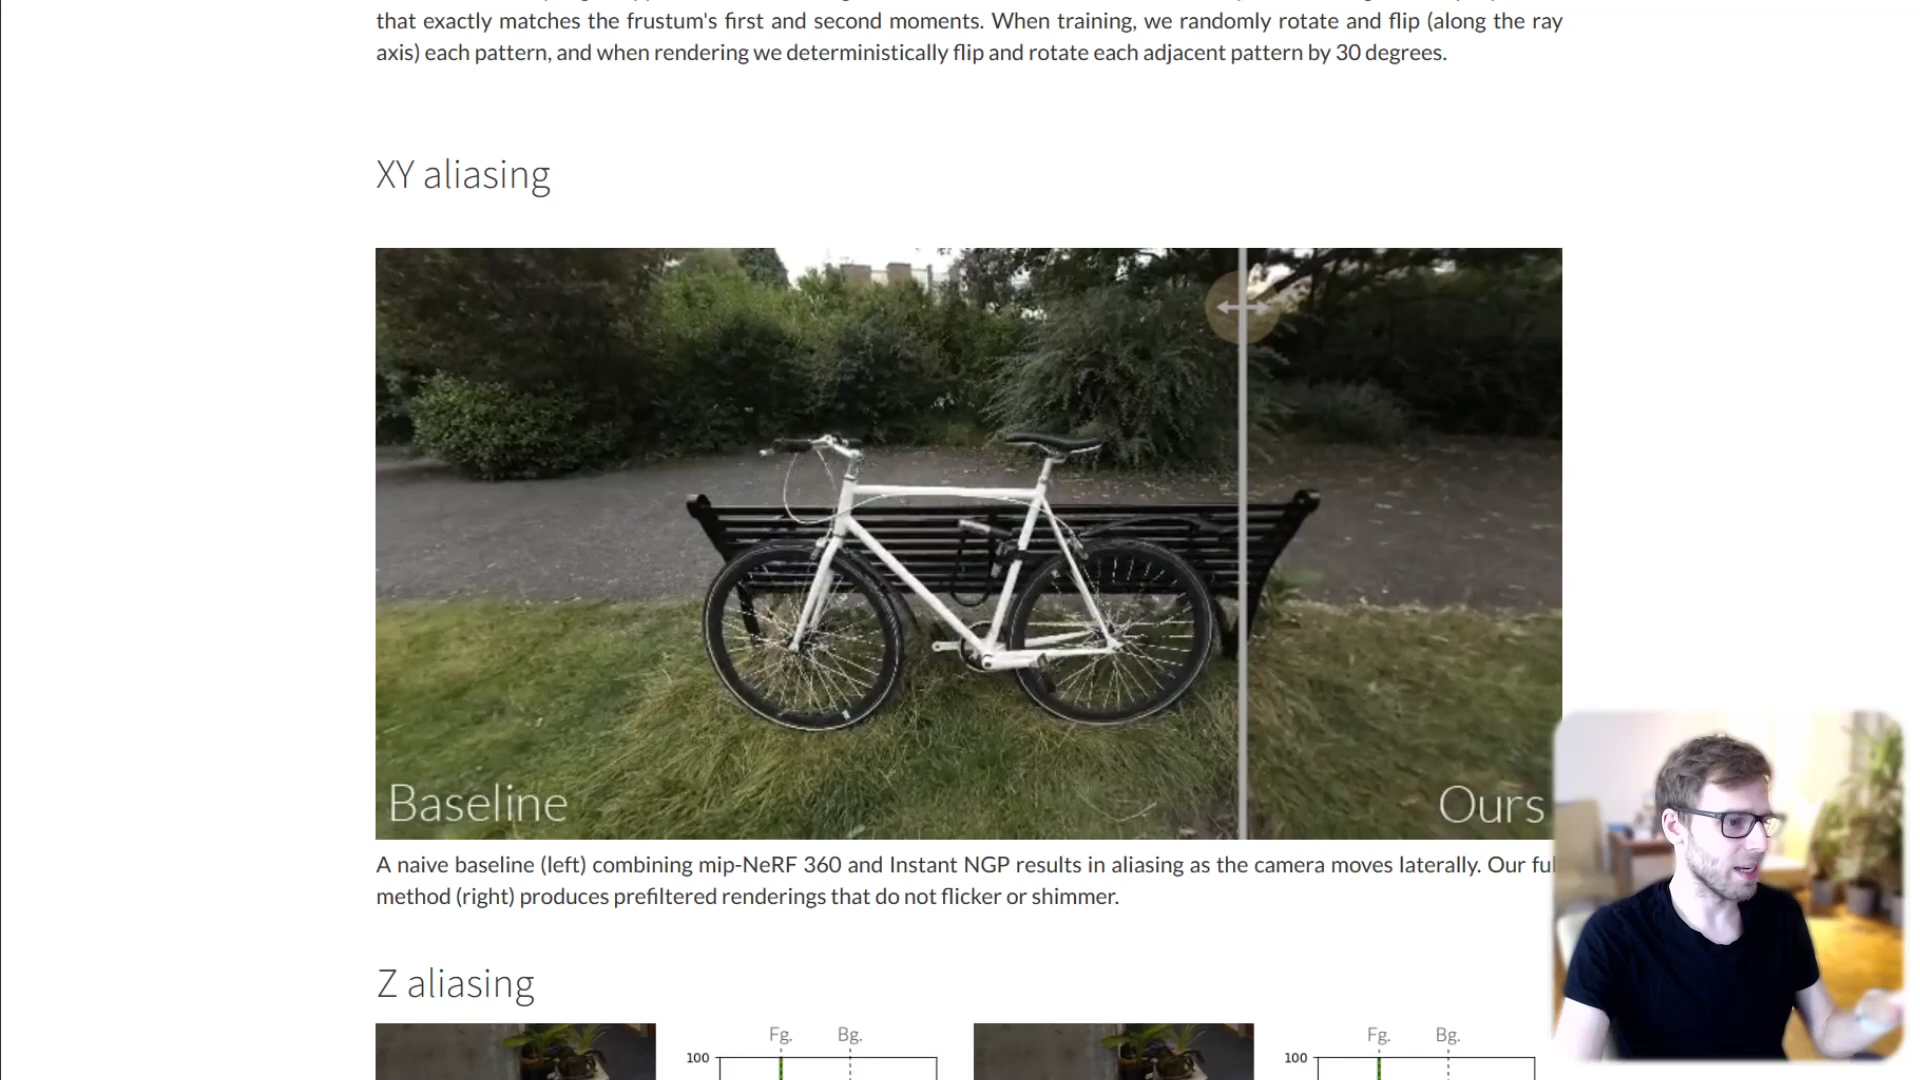 that exactly matches the frustum's first and second moments. When training, we randomly rotate and flip (along the ray
axis) each pattern, and when rendering we deterministically flip and rotate each adjacent pattern by 30 degrees.
XY aliasing
Baseline
Ours
A naive baseline (left) combining mip-NeRF 360 and Instant NGP results in aliasing as the camera moves laterally. Our ful
method (right) produces prefiltered renderings that do not flicker or shimmer.
Z aliasing
Fg. Bg.
100
Fg. Bg.
100